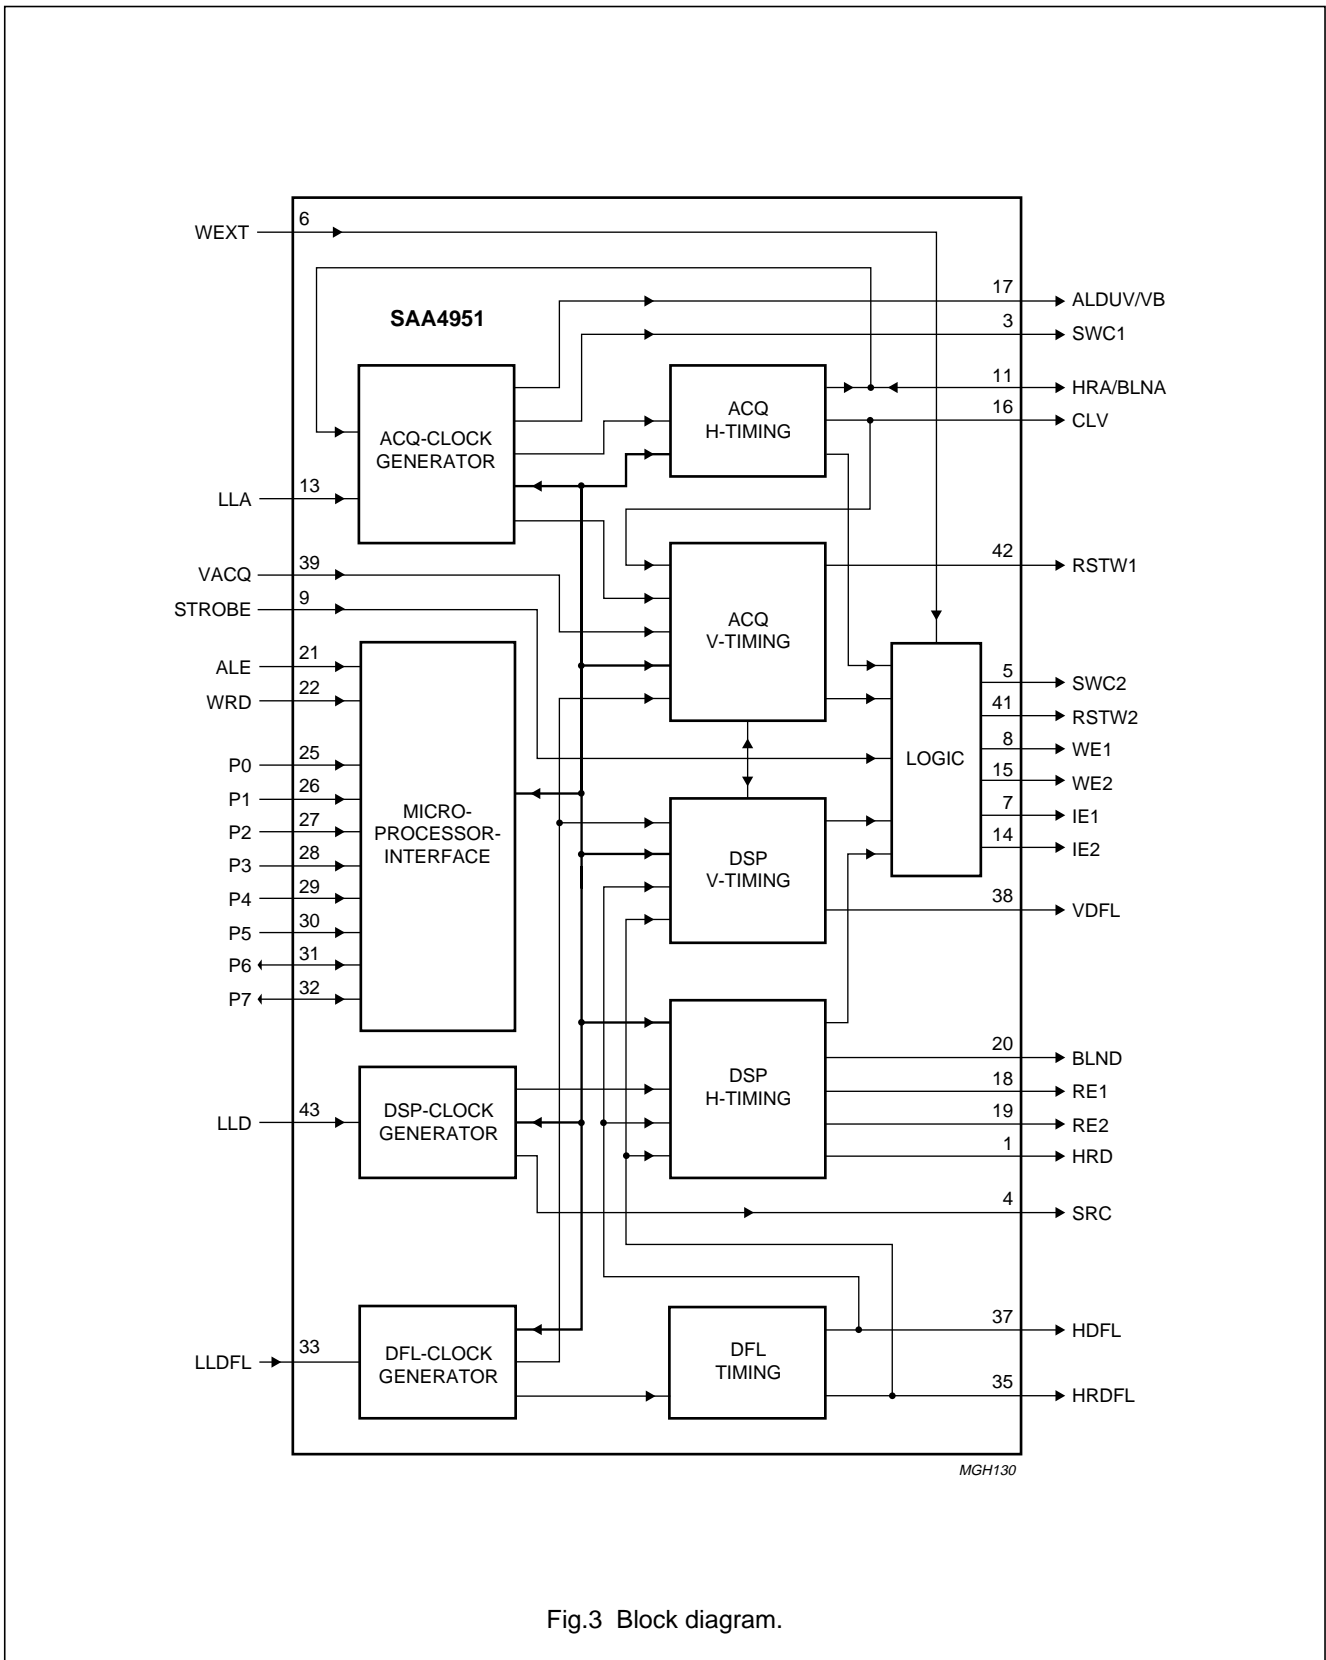 6
WEXT
17
ALDUV/VB
SAA4951
3
SWC1
11
HRA/BLNA
ACQ
H-TIMING
16
CLV
ACQ-CLOCK
GENERATOR
13
LLA
42
RSTW1
39
VACQ
9
STROBE
ACQ
V-TIMING
21
ALE
22
WRD
5
SWC2
41
RSTW2
8
WE1
15
WE2
7
IE1
14
IE2
LOGIC
25
P0
26
P1
27
P2
28
P3
29
P4
30
P5
31
P6
32
P7
MICRO-
PROCESSOR-
INTERFACE
DSP
V-TIMING
38
VDFL
20
BLND
18
RE1
19
RE2
1
HRD
DSP
H-TIMING
43
LLD
DSP-CLOCK
GENERATOR
4
SRC
37
HDFL
33
LLDFL
DFL-CLOCK
GENERATOR
DFL
TIMING
35
HRDFL
MGH130
Fig.3 Block diagram.